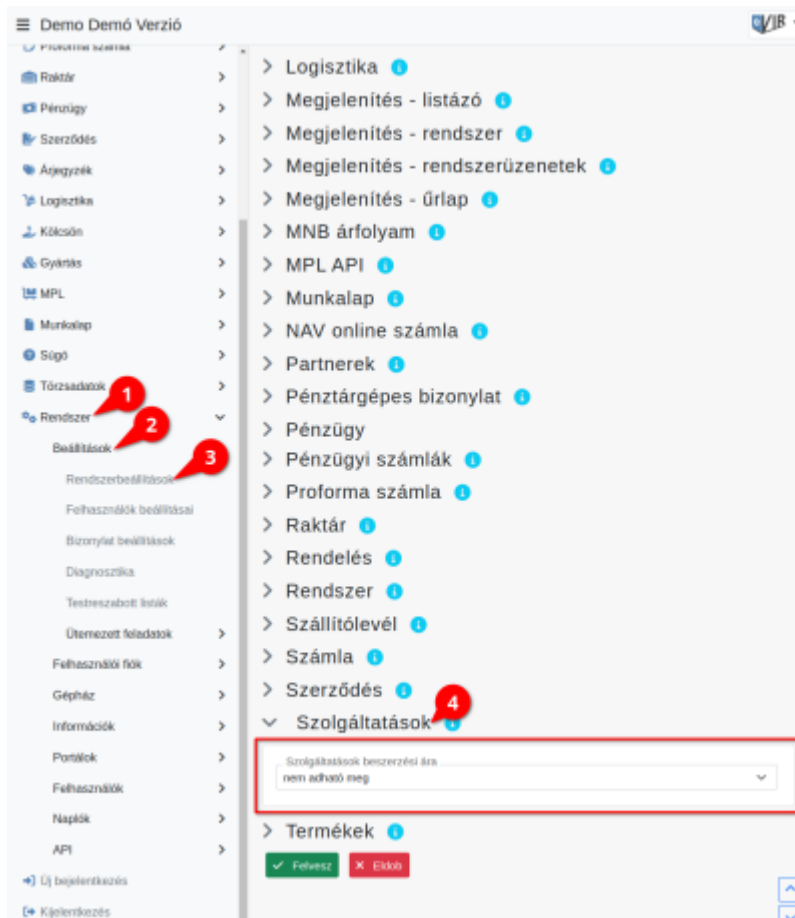 Demo Demó Verzió
VIR
Proforma számla
Raktár
Pénzügy
Szerződés
Árjegyzék
Logisztika
Kölcsön
Gyártás
MPL
Munkalap
Súgó
Törzsadatok
1
Rendszer
2
Beállítások
3
Rendszerbeállítások
Felhasználók beállításai
Bizonylat beállítások
Diagnosztika
Testreszabott listák
Ütemezett feladatok
Felhasználói fiók
Gépház
Információk
Portálok
Felhasználók
Naplók
API
Új bejelentkezés
Kijelentkezés
Logisztika
Megjelenítés - listázó
Megjelenítés - rendszer
Megjelenítés - rendszerüzenetek
Megjelenítés - űrlap
MNB árfolyam
MPL API
Munkalap
NAV online számla
Partnerek
Pénztárgépes bizonylat
Pénzügy
Pénzügyi számlák
Proforma számla
Raktár
Rendelés
Rendszer
Szállítólevél
Számla
Szerződés
4
Szolgáltatások
Szolgáltatások beszerzési ára
nem adható meg
Termékek
Felvesz
Eldob